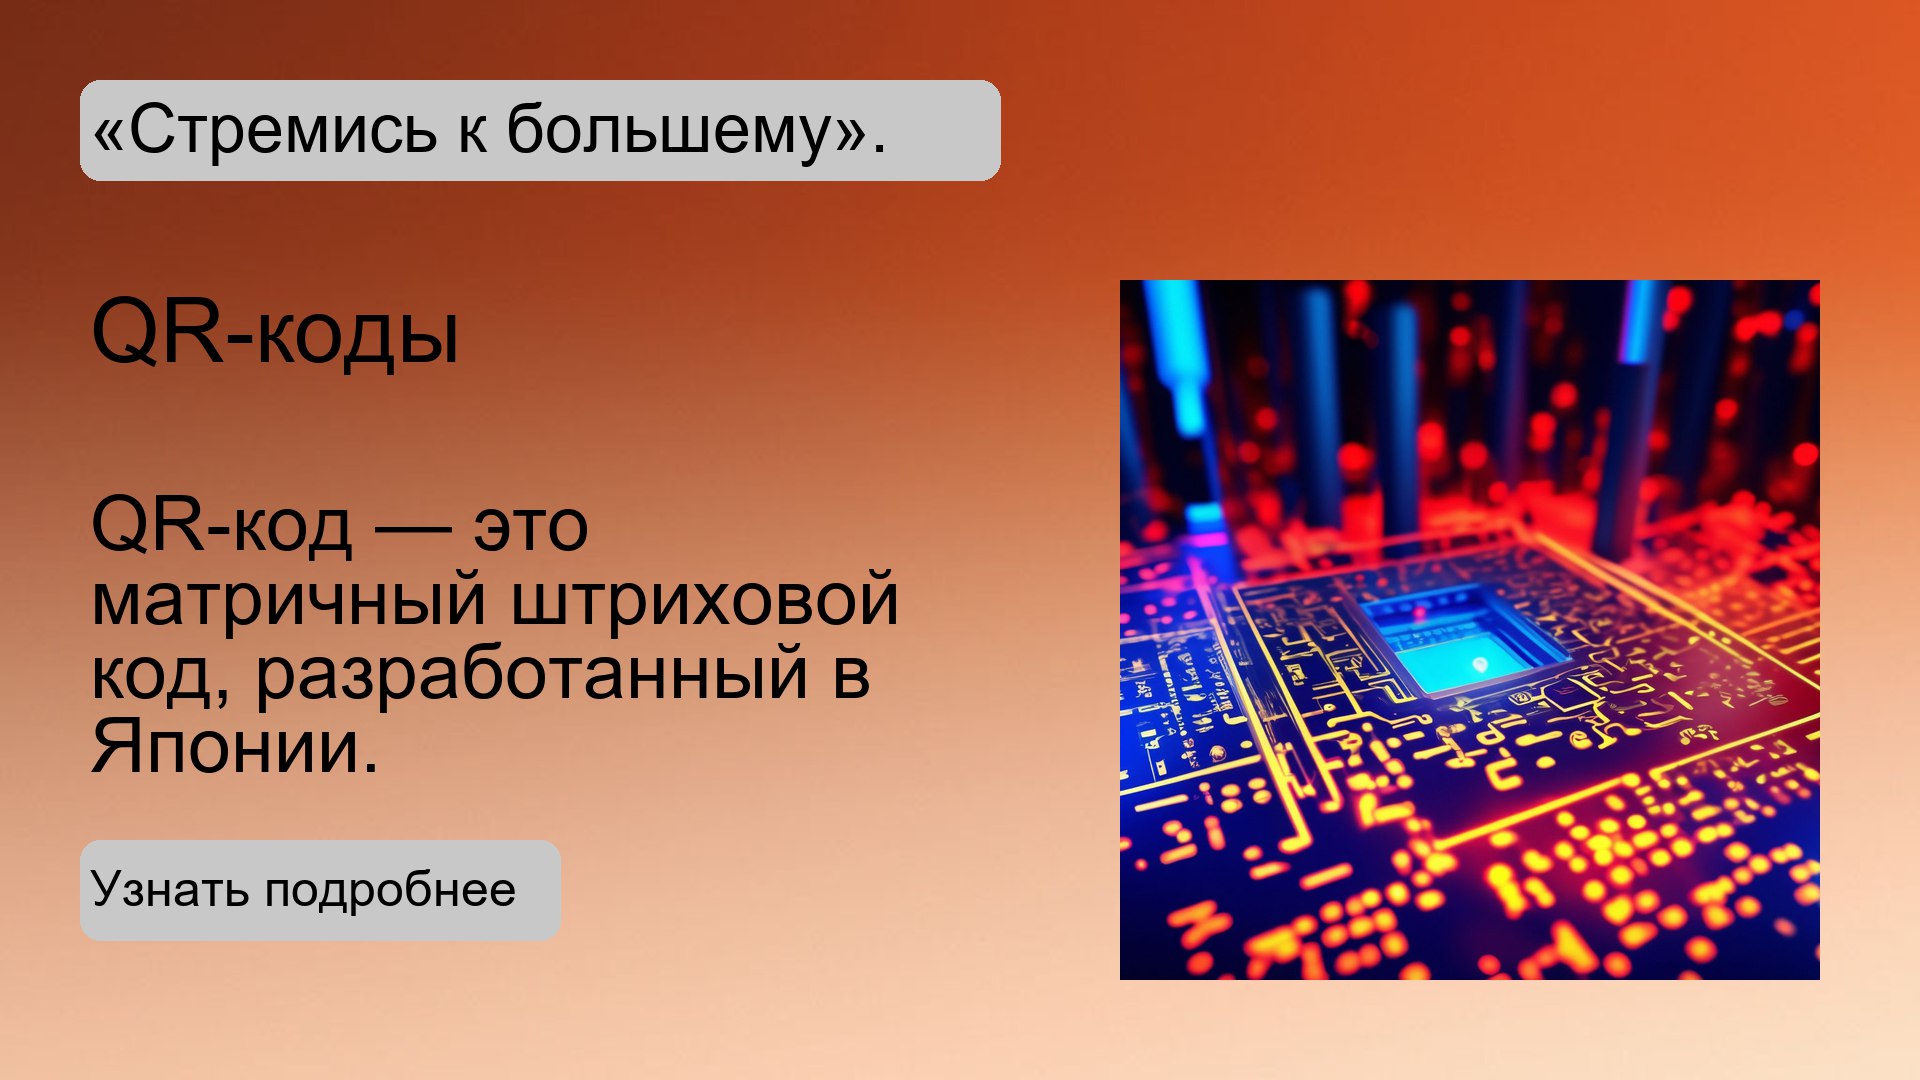 «Стремись к большему».
QR-коды
QR-код — это
матричный штриховой
код, разработанный в
Японии.
Узнать подробнее